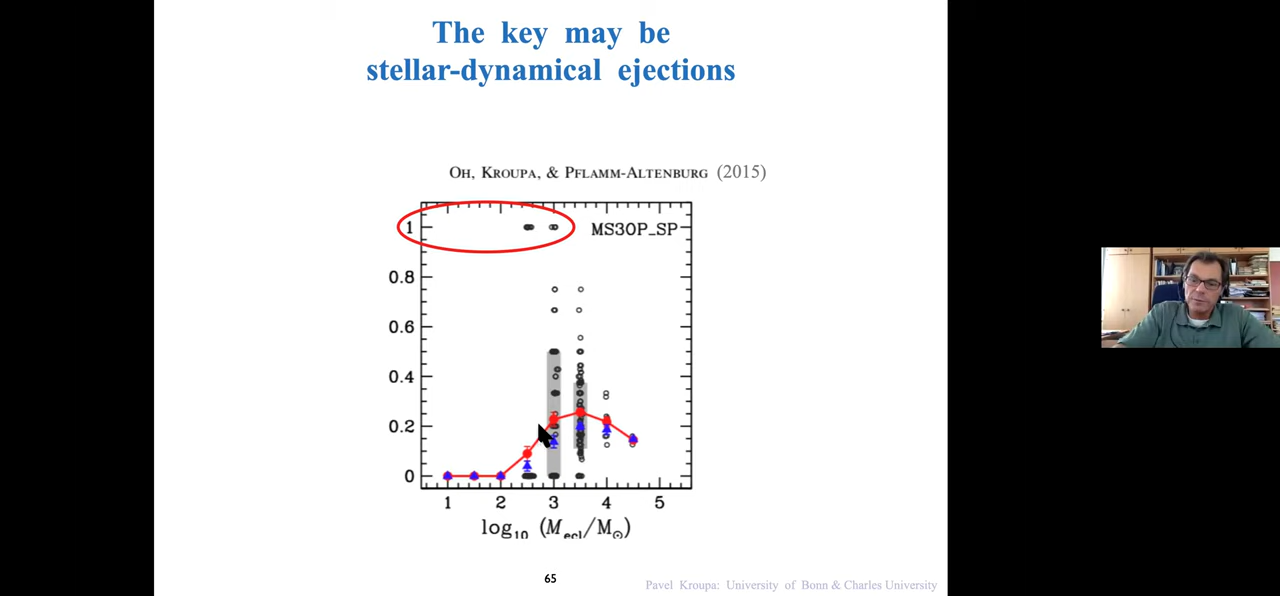 The key may be
stellar-dynamical ejections
OH, KROUPA, & PFLAMM-ALTENBURG (2015)
MS3OP_SP
1
0.8
0.6
0.4
0.2
0
1 2 3 4 5
log₁₀ (Mecl/M⊙)
65
Pavel Kroupa: University of Bonn & Charles University